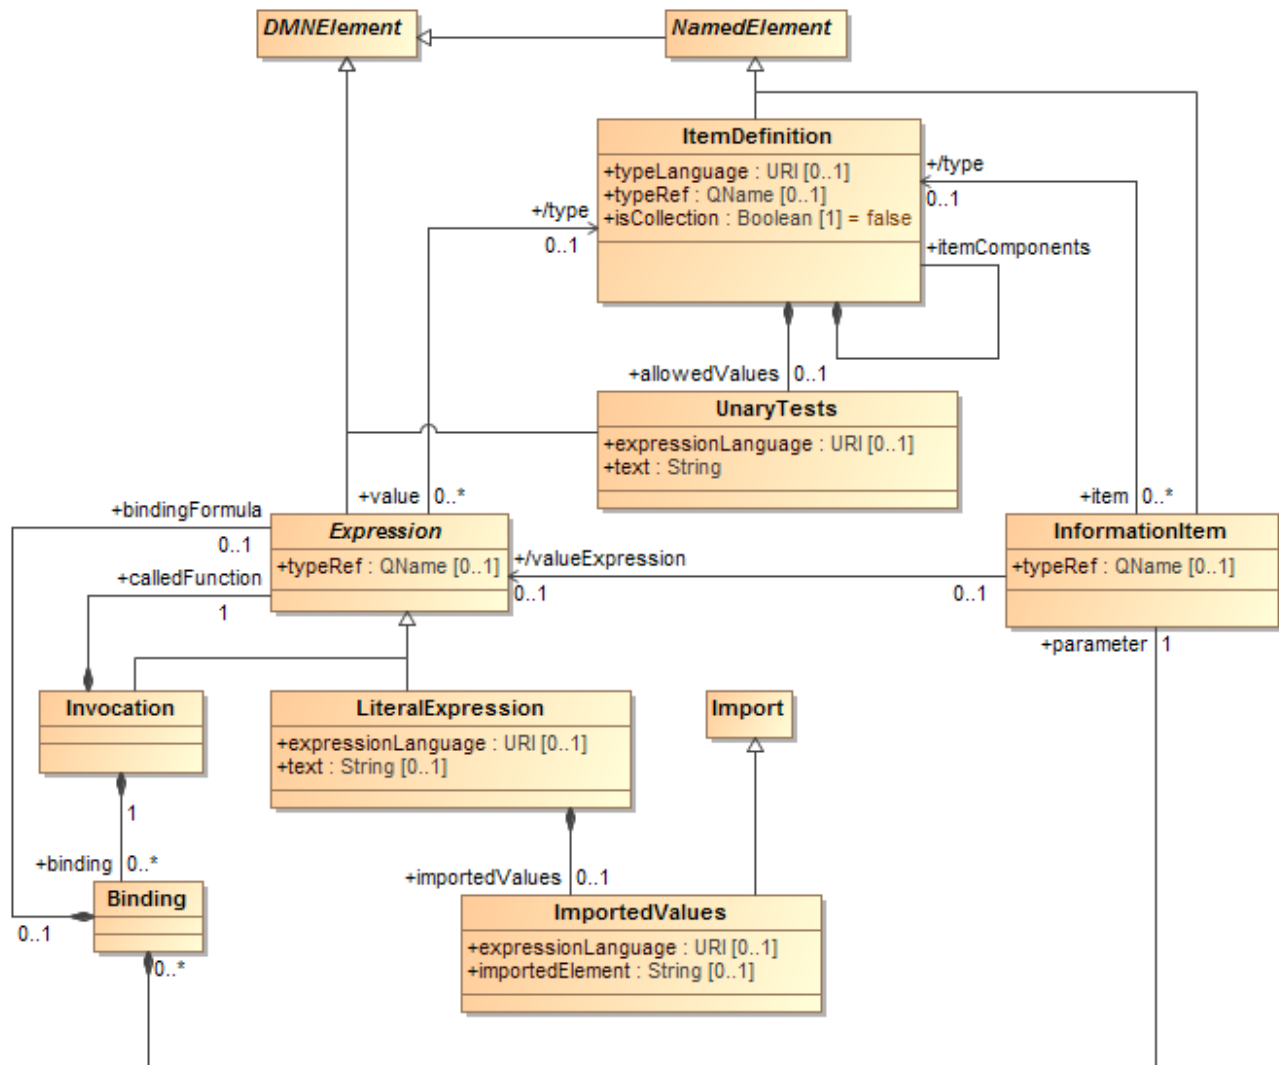 DMNElement
NamedElement
ItemDefinition
+typeLanguage : URI [0..1]
+typeRef : QName [0..1]
+isCollection : Boolean [1] = false
+/type
0..1
+/type
0..1
+itemComponents
+allowedValues
0..1
UnaryTests
+expressionLanguage : URI [0..1]
+text : String
+value
0..*
+item
0..*
+bindingFormula
0..1
Expression
+typeRef : QName [0..1]
+/valueExpression
0..1
0..1
InformationItem
+typeRef : QName [0..1]
+calledFunction
1
+parameter
1
Invocation
LiteralExpression
+expressionLanguage : URI [0..1]
+text : String [0..1]
Import
1
+binding
0..*
+importedValues
0..1
Binding
0..1
0..*
ImportedValues
+expressionLanguage : URI [0..1]
+importedElement : String [0..1]